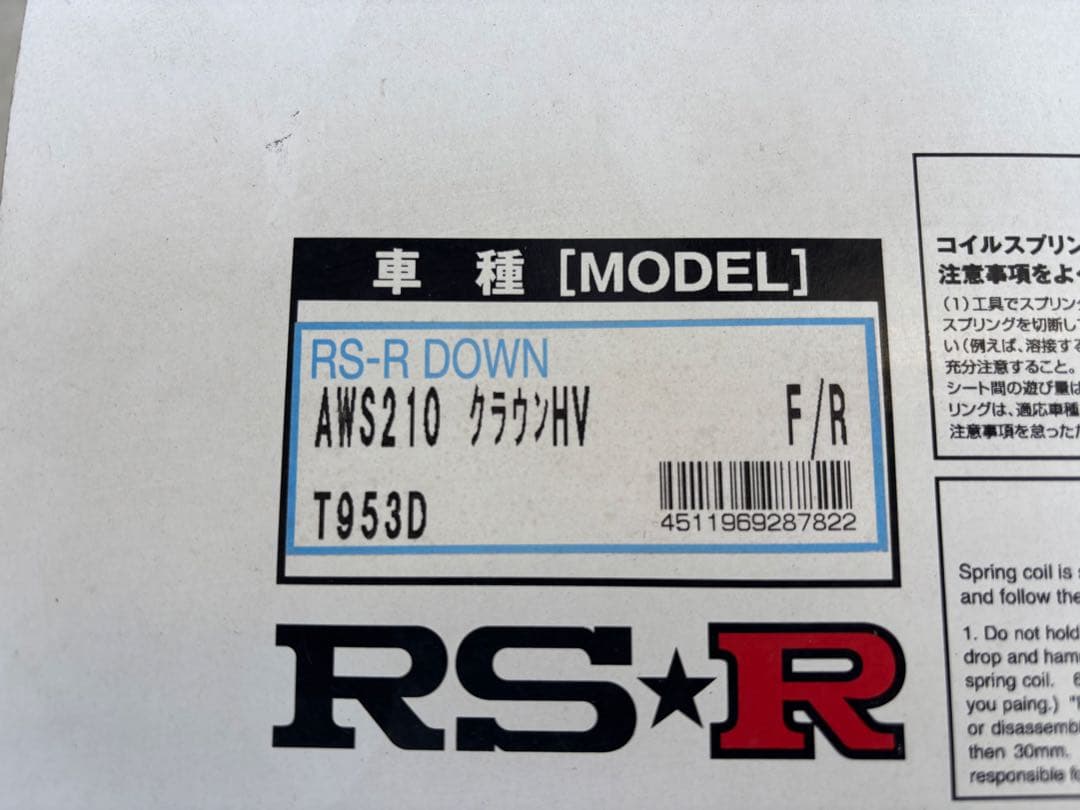 車 種 [MODEL]
RS-R DOWN
AWS210 クラウンHV F/R
T953D
4511969287822
RS★R
コイルスプリン
注意事項をよく
(1)工具でスプリング
スプリングを切断して
い(例えば、溶接する
充分注意すること。
シート間の遊び量は
リングは、適応車種
注意事項を怠った
Spring coil is
and follow the
1. Do not hold
drop and ham
spring coil. 6
you paing.) "
or disassemb
then 30mm.
responsible fo